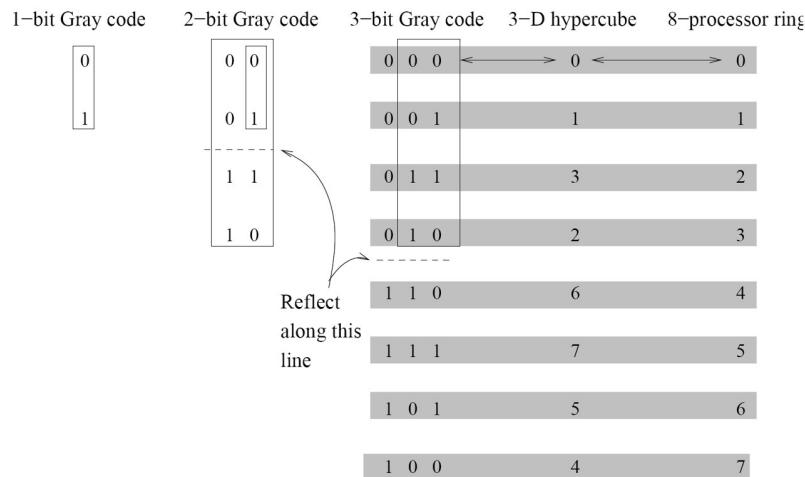 1−bit Gray code 2−bit Gray code 3−bit Gray code 3−D hypercube 8−processor ring
0 0 0 0 0 0 0 0
1 0 1 0 0 1 1 1
1 1 0 1 1 3 2
1 0 0 1 0 2 3
Reflect
along this
line
1 1 0 6 4
1 1 1 7 5
1 0 1 5 6
1 0 0 4 7